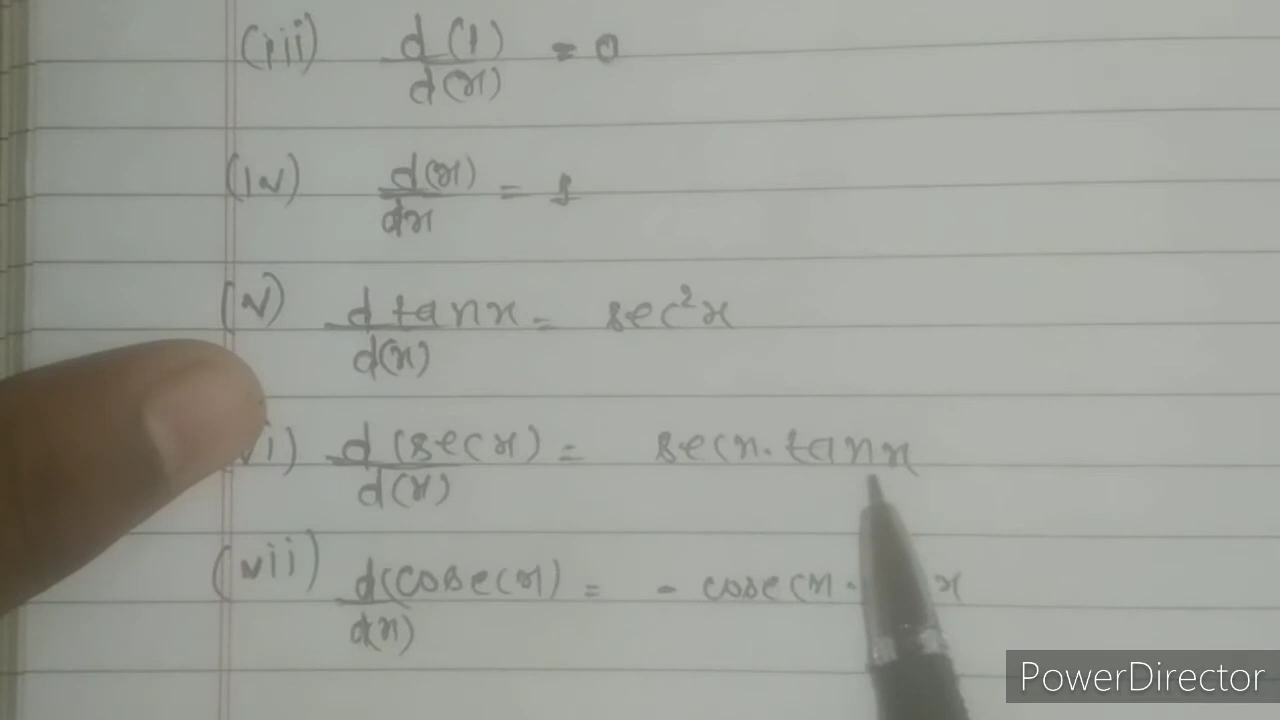 (iii) d(1)/d(x) = 0
(iv) d(x)/dx = 1
(v) d tanx/d(x) = sec²x
vi) d(secx)/d(x) = secx.tanx
(vii) d(cosecx)/d(x) = - cosecx. x
PowerDirector